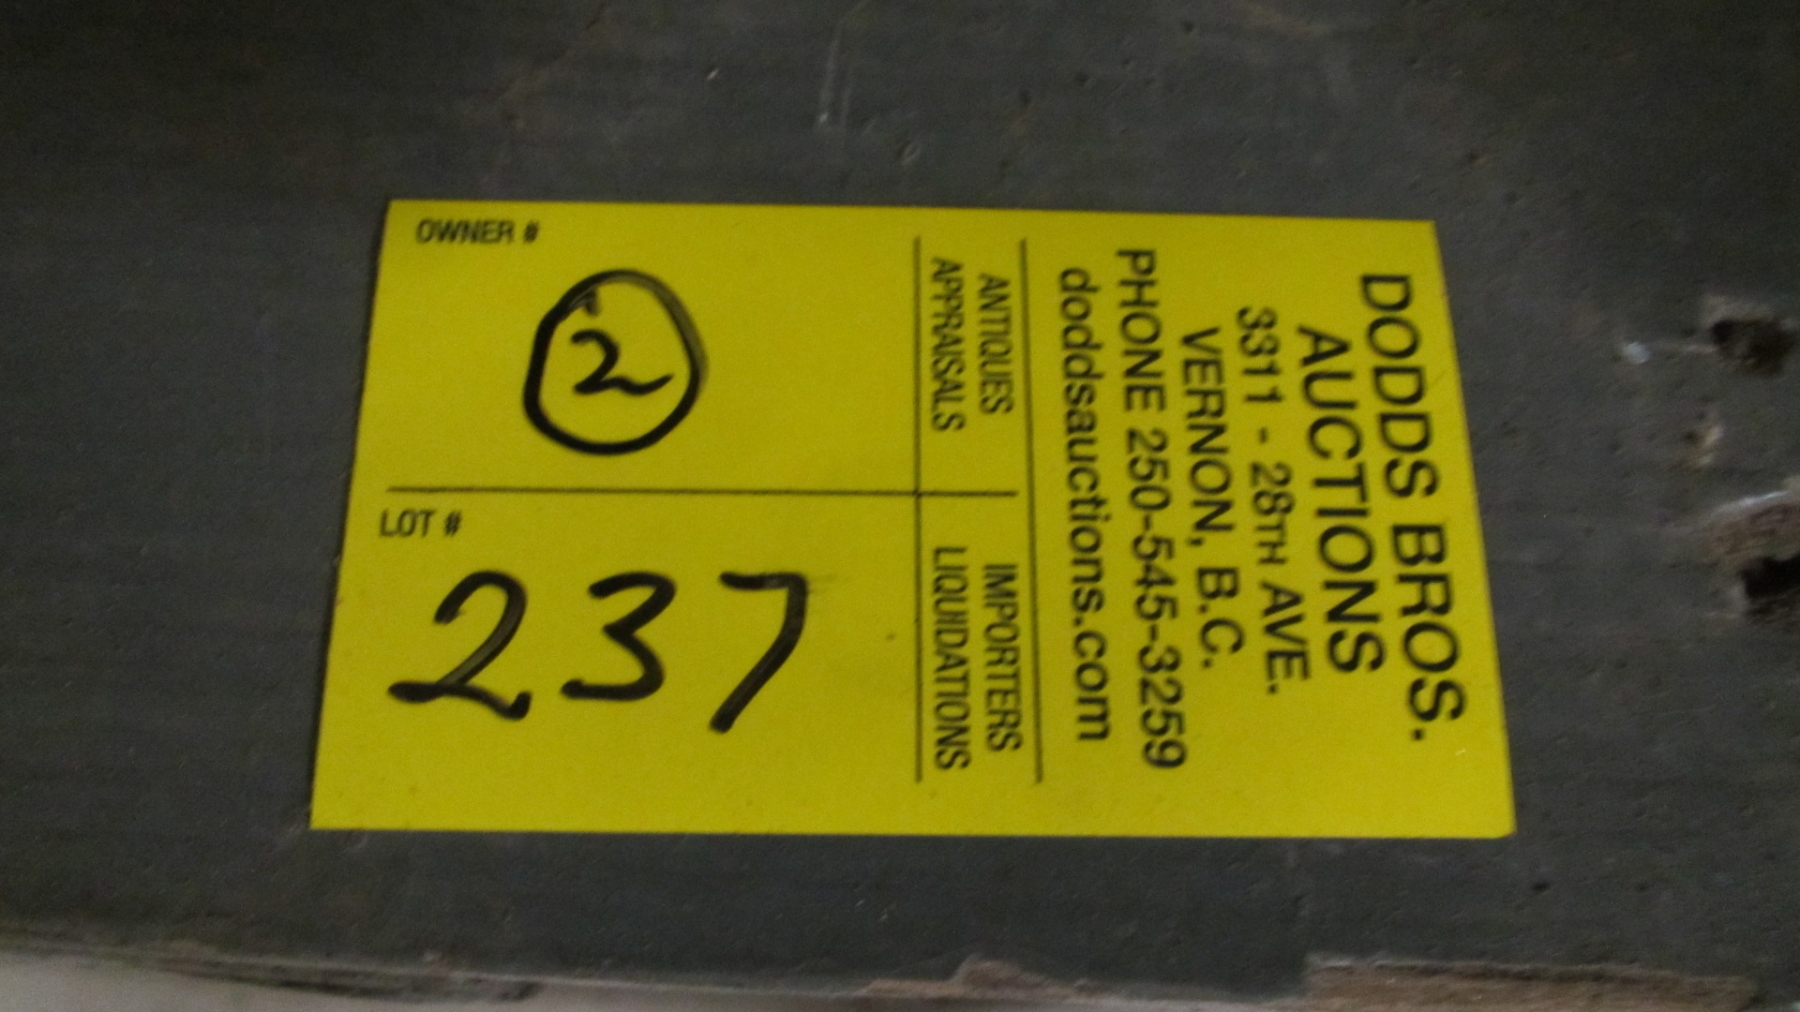 DODDS BROS.
AUCTIONS
3311 - 28TH AVE.
VERNON, B.C.
PHONE 250-545-3259
doddsauctions.com
ANTIQUES
APPRAISALS
IMPORTERS
LIQUIDATIONS
OWNER #
2
LOT #
237